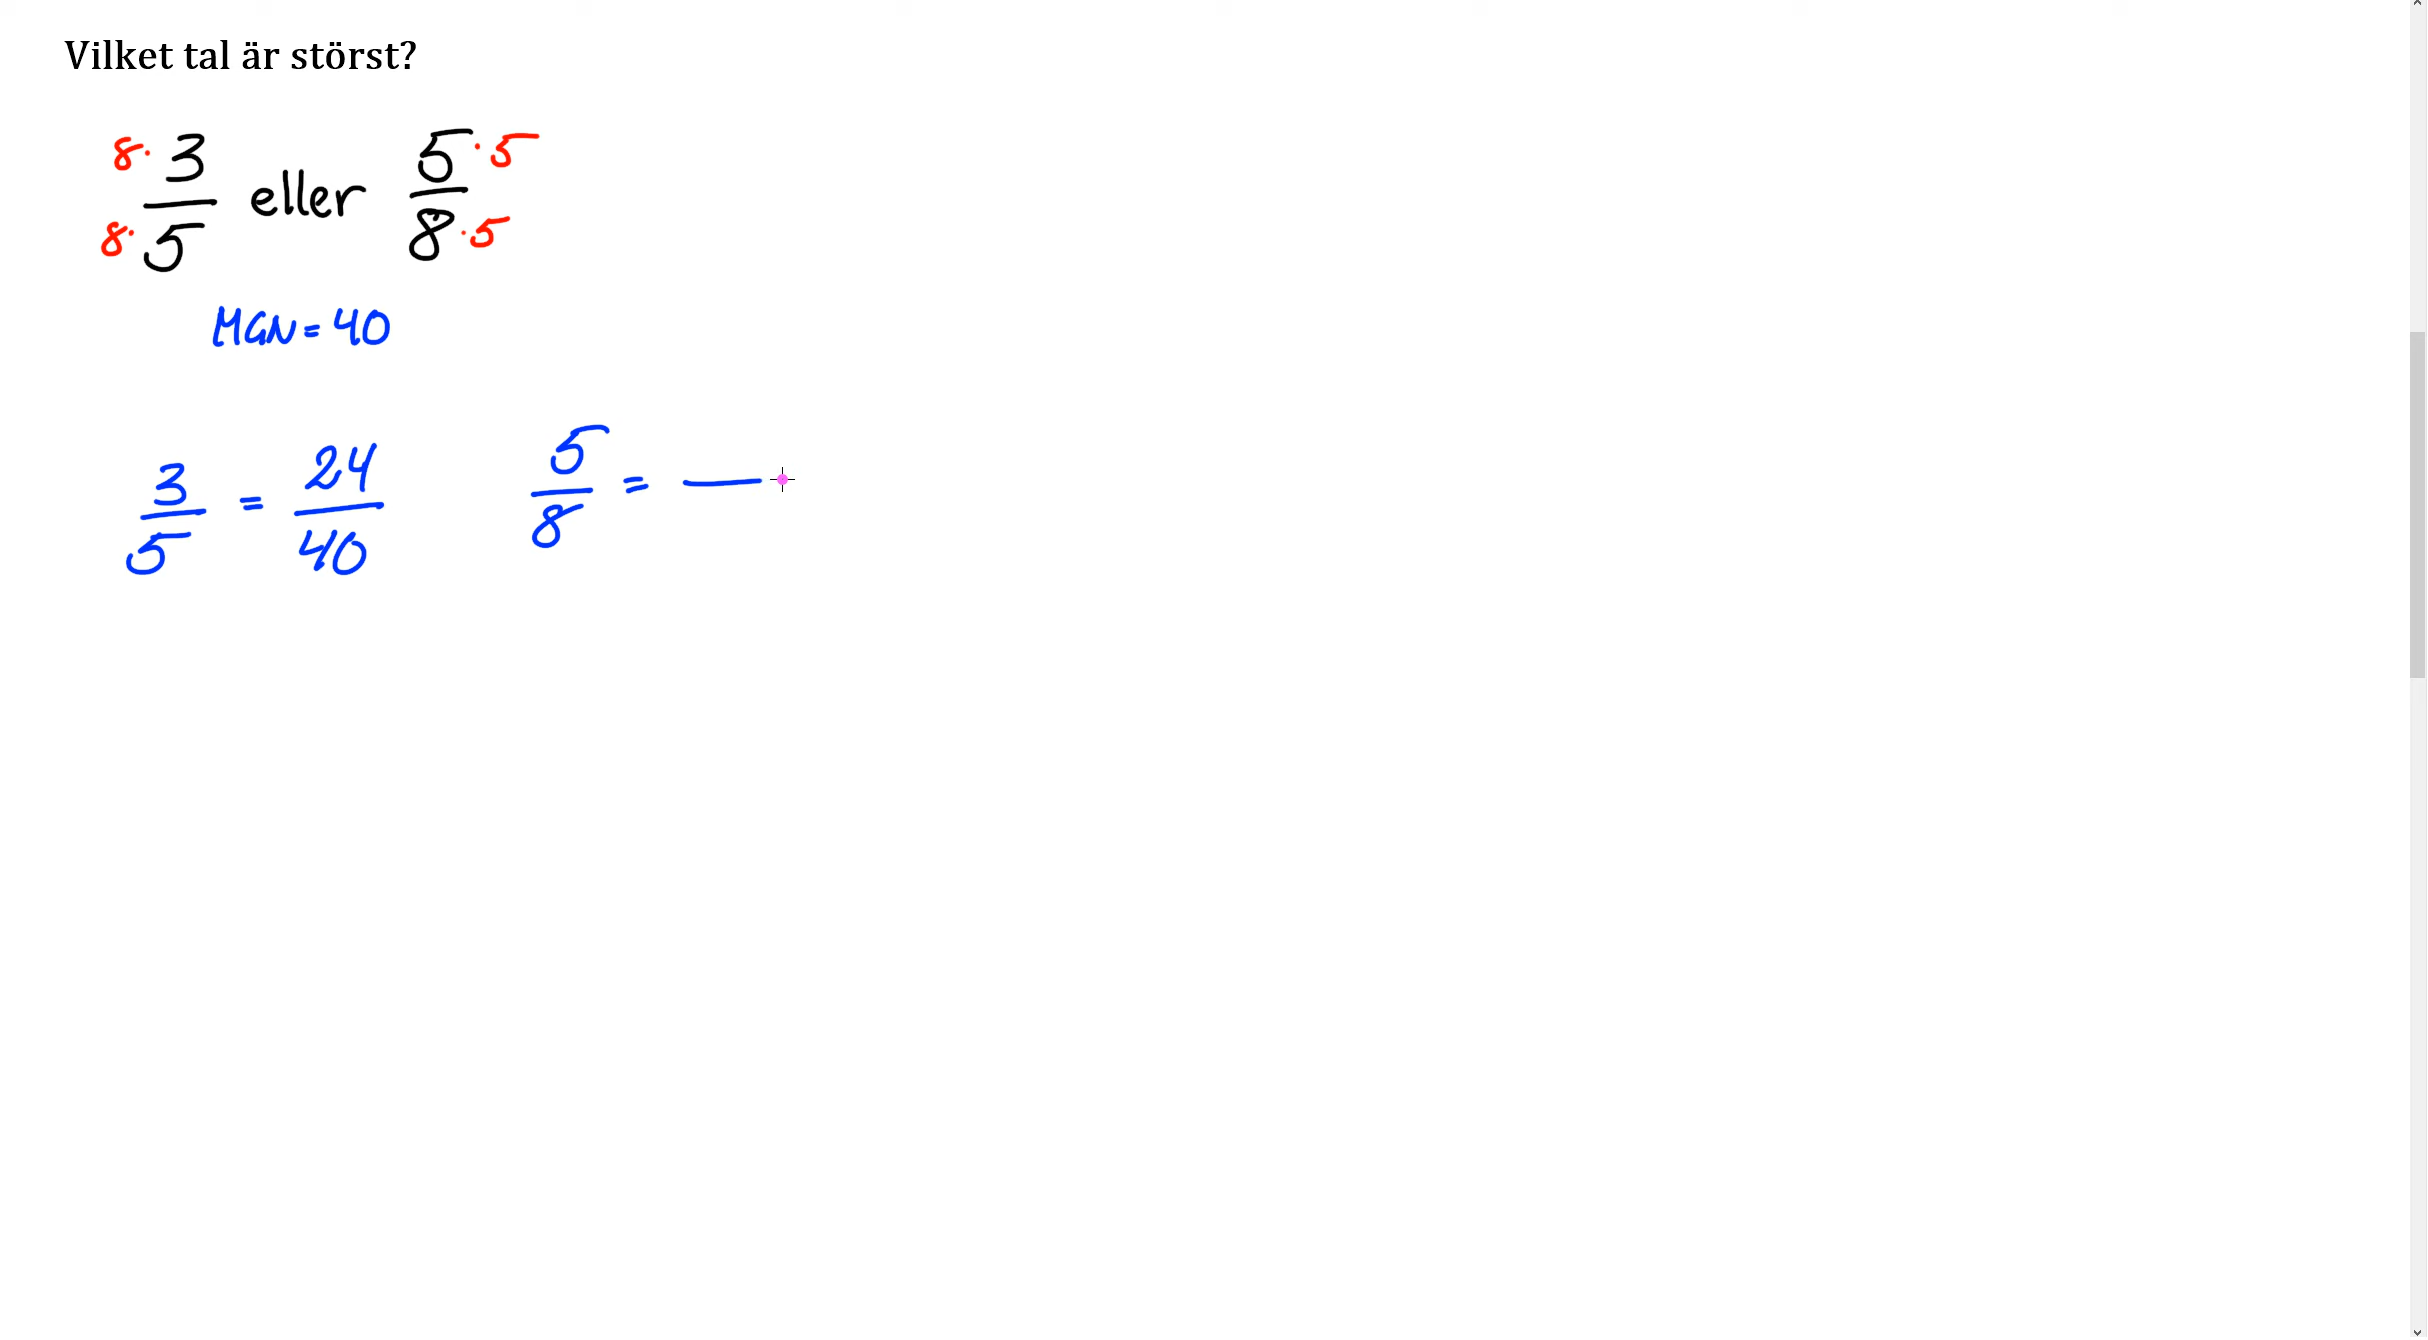 Vilket tal är störst?
8· 3/5 ·8 eller 5/8 ·5 ·5
MGN = 40
3/5 = 24/40 5/8 =